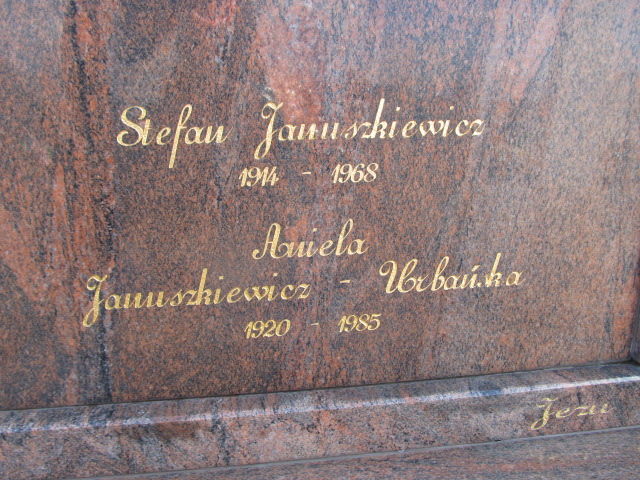 Stefan Januszkiewicz
1914 - 1968
Aniela
Januszkiewicz - Urbańska
1920 - 1985
Jezu